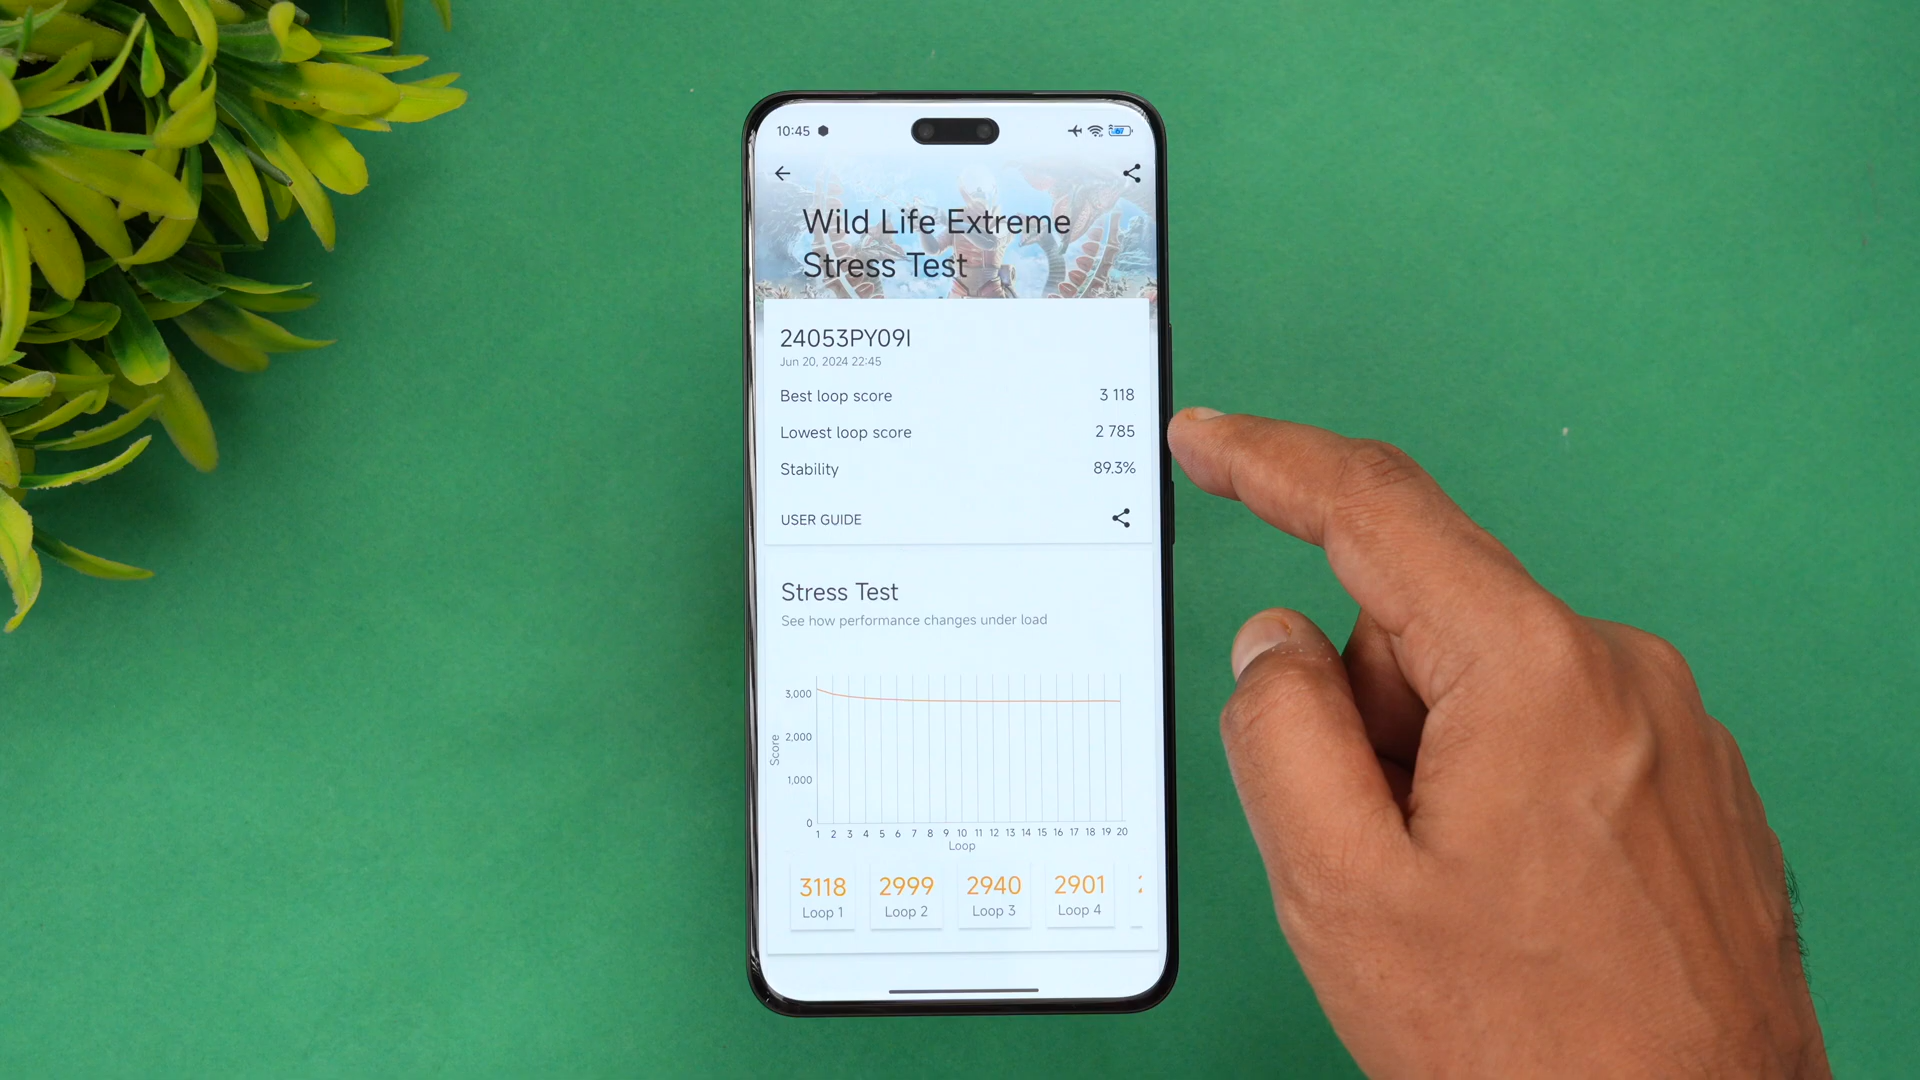 10:45
67
Wild Life Extreme
Stress Test
24053PY09I
Jun 20, 2024 22:45
Best loop score 3 118
Lowest loop score 2 785
Stability 89.3%
USER GUIDE
Stress Test
See how performance changes under load
Score
3,000
2,000
1,000
0
1 2 3 4 5 6 7 8 9 10 11 12 13 14 15 16 17 18 19 20
Loop
3118 2999 2940 2901
Loop 1 Loop 2 Loop 3 Loop 4